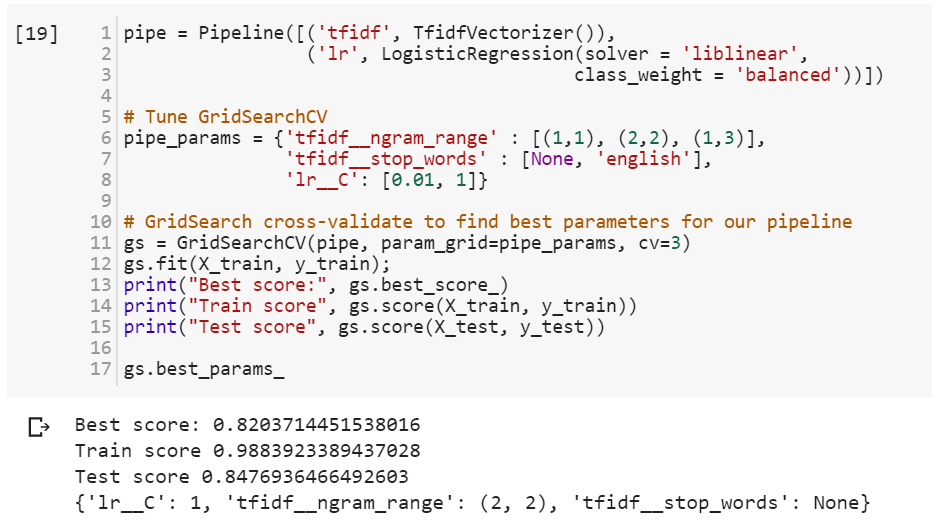 [19]
1 pipe = Pipeline([('tfidf', TfidfVectorizer()),
2 ('lr', LogisticRegression(solver = 'liblinear',
3 class_weight = 'balanced'))])
4
5 # Tune GridSearchCV
6 pipe_params = {'tfidf__ngram_range' : [(1,1), (2,2), (1,3)],
7 'tfidf__stop_words' : [None, 'english'],
8 'lr__C': [0.01, 1]}
9
10 # GridSearch cross-validate to find best parameters for our pipeline
11 gs = GridSearchCV(pipe, param_grid=pipe_params, cv=3)
12 gs.fit(X_train, y_train);
13 print("Best score:", gs.best_score_)
14 print("Train score", gs.score(X_train, y_train))
15 print("Test score", gs.score(X_test, y_test))
16
17 gs.best_params_
Best score: 0.8203714451538016
Train score 0.9883923389437028
Test score 0.8476936466492603
{'lr__C': 1, 'tfidf__ngram_range': (2, 2), 'tfidf__stop_words': None}